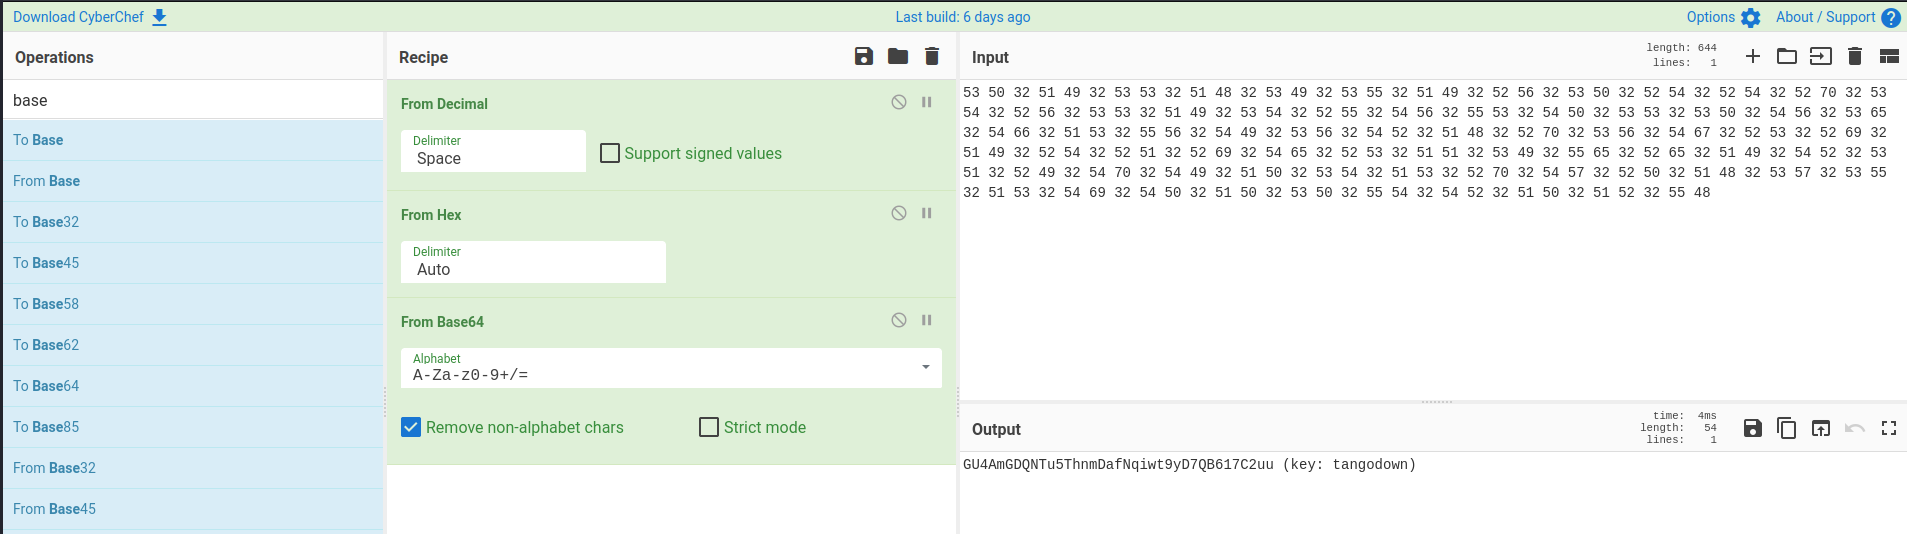 Download CyberChef
Last build: 6 days ago
Options
About / Support
Operations
base
To Base
From Base
To Base32
To Base45
To Base58
To Base62
To Base64
To Base85
From Base32
From Base45
Recipe
From Decimal
Delimiter
Space
Support signed values
From Hex
Delimiter
Auto
From Base64
Alphabet
A-Za-z0-9+/=
Remove non-alphabet chars
Strict mode
Input
length: 644
lines: 1
53 50 32 51 49 32 53 53 32 51 48 32 53 49 32 53 55 32 51 49 32 52 56 32 53 50 32 52 54 32 52 54 32 52 70 32 53
54 32 52 56 32 53 53 32 51 49 32 53 54 32 52 55 32 54 56 32 55 53 32 54 50 32 53 53 32 53 50 32 54 56 32 53 65
32 54 66 32 51 53 32 55 56 32 54 49 32 53 56 32 54 52 32 51 48 32 52 70 32 53 56 32 54 67 32 52 53 32 52 69 32
51 49 32 52 54 32 52 51 32 52 69 32 54 65 32 52 53 32 51 51 32 53 49 32 55 65 32 52 65 32 51 49 32 54 52 32 53
51 32 52 49 32 54 70 32 54 49 32 51 50 32 53 54 32 51 53 32 52 70 32 54 57 32 52 50 32 51 48 32 53 57 32 53 55
32 51 53 32 54 69 32 54 50 32 51 50 32 53 50 32 55 54 32 54 52 32 51 50 32 51 52 32 55 48
Output
time: 4ms
length: 54
lines: 1
GU4AmGDQNTu5ThnmDafNqiwt9yD7QB617C2uu (key: tangodown)